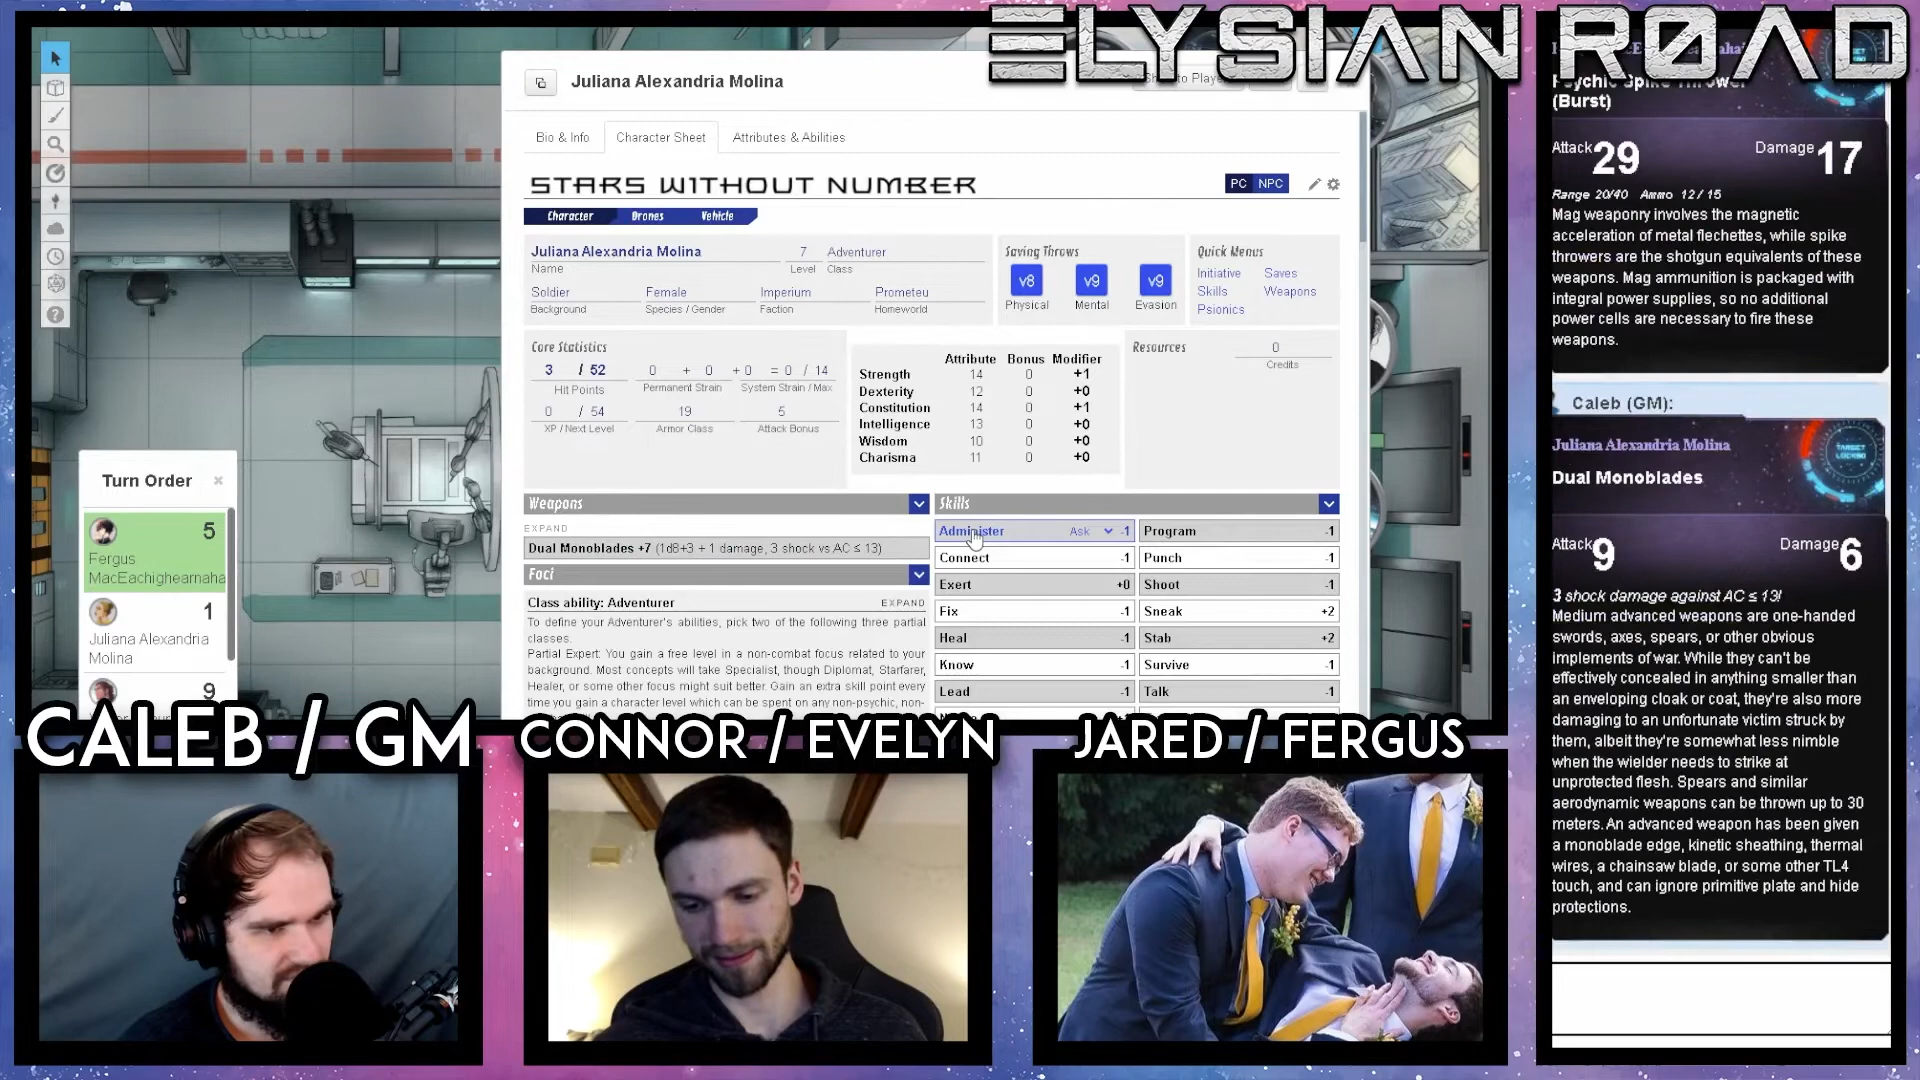 ELYSIAN ROAD
Juliana Alexandria Molina
Bio & Info
Character Sheet
Attributes & Abilities
STARS WITHOUT NUMBER
PC NPC
Character Drones Vehicle
Juliana Alexandria Molina 7 Adventurer
Name Level Class
Soldier Female Imperium Prometeu
Background Species / Gender Faction Homeworld
Saving Throws
v8 v9 v9
Physical Mental Evasion
Quick Menus
Initiative Saves
Skills Weapons
Psionics
Core Statistics
3 / 52 0 + 0 + 0 = 0 / 14
Hit Points Permanent Strain System Strain / Max
0 / 54 19 5
XP / Next Level Armor Class Attack Bonus
Attribute Bonus Modifier
Strength 14 0 +1
Dexterity 12 0 +0
Constitution 14 0 +1
Intelligence 13 0 +0
Wisdom 10 0 +0
Charisma 11 0 +0
Resources 0
Credits
Weapons
EXPAND
Dual Monoblades +7 (1d8+3 + 1 damage, 3 shock vs AC ≤ 13)
Foci
Class ability: Adventurer EXPAND
To define your Adventurer's abilities, pick two of the following three partial
classes.
Partial Expert: You gain a free level in a non-combat focus related to your
background. Most concepts will take Specialist, though Diplomat, Starfarer,
Healer, or some other focus might suit better. Gain an extra skill point every
time you gain a character level which can be spent on any non-psychic, non-
Skills
Administer Ask -1 Program -1
Connect -1 Punch -1
Exert +0 Shoot -1
Fix -1 Sneak +2
Heal -1 Stab +2
Know -1 Survive -1
Lead -1 Talk -1
Turn Order
5
Fergus
MacEachighearnaha
1
Juliana Alexandria
Molina
9
CALEB / GM
CONNOR / EVELYN
JARED / FERGUS
Psychic Spike Thrower
(Burst)
Attack 29 Damage 17
Range 20/40 Ammo 12 / 15
Mag weaponry involves the magnetic
acceleration of metal flechettes, while spike
throwers are the shotgun equivalents of these
weapons. Mag ammunition is packaged with
integral power supplies, so no additional
power cells are necessary to fire these
weapons.
Caleb (GM):
Juliana Alexandria Molina
Dual Monoblades
TARGET
LOCKED
Attack 9 Damage 6
3 shock damage against AC ≤ 13!
Medium advanced weapons are one-handed
swords, axes, spears, or other obvious
implements of war. While they can't be
effectively concealed in anything smaller than
an enveloping cloak or coat, they're also more
damaging to an unfortunate victim struck by
them, albeit they're somewhat less nimble
when the wielder needs to strike at
unprotected flesh. Spears and similar
aerodynamic weapons can be thrown up to 30
meters. An advanced weapon has been given
a monoblade edge, kinetic sheathing, thermal
wires, a chainsaw blade, or some other TL4
touch, and can ignore primitive plate and hide
protections.